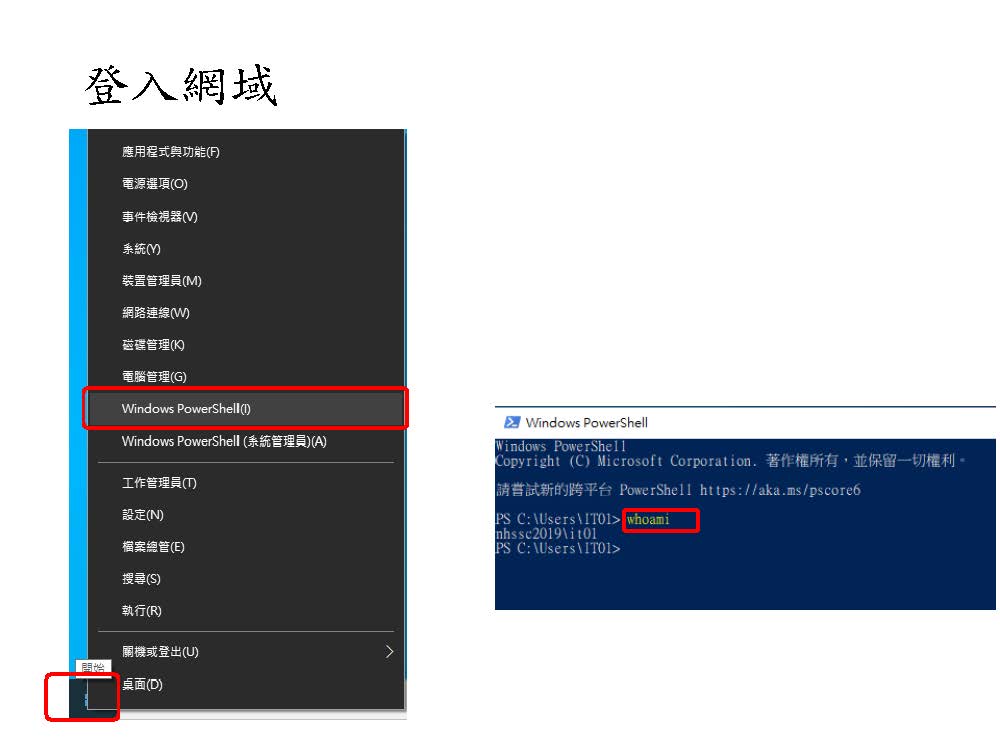 登入網域
應用程式與功能(F)
電源選項(O)
事件檢視器(V)
系統(Y)
裝置管理員(M)
網路連線(W)
磁碟管理(K)
電腦管理(G)
Windows PowerShell(I)
Windows PowerShell (系統管理員)(A)
工作管理員(T)
設定(N)
檔案總管(E)
搜尋(S)
執行(R)
關機或登出(U)
開始
桌面(D)
Windows PowerShell
Windows PowerShell
Copyright (C) Microsoft Corporation. 著作權所有，並保留一切權利。
請嘗試新的跨平台 PowerShell https://aka.ms/pscore6
PS C:\Users\IT01> whoami
nhssc2019\it01
PS C:\Users\IT01>